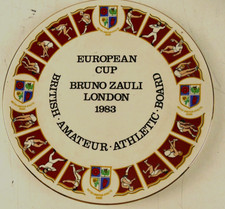 EUROPEAN
CUP
BRUNO ZAULI
LONDON
1983
BRITISH · AMATEUR · ATHLETIC · BOARD